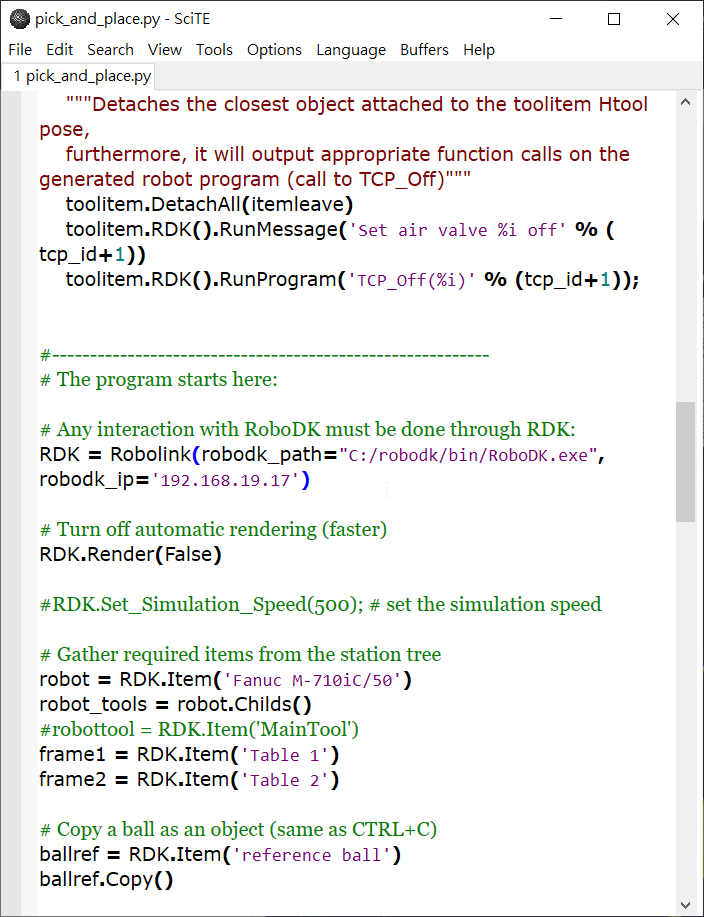 pick_and_place.py - SciTE
File Edit Search View Tools Options Language Buffers Help
1 pick_and_place.py
"""Detaches the closest object attached to the toolitem Htool
pose,
furthermore, it will output appropriate function calls on the
generated robot program (call to TCP_Off)"""
toolitem.DetachAll(itemleave)
toolitem.RDK().RunMessage('Set air valve %i off' % (
tcp_id+1))
toolitem.RDK().RunProgram('TCP_Off(%i)' % (tcp_id+1));
#----------------------------------------------------------
# The program starts here:
# Any interaction with RoboDK must be done through RDK:
RDK = Robolink(robodk_path="C:/robodk/bin/RoboDK.exe",
robodk_ip='192.168.19.17')
# Turn off automatic rendering (faster)
RDK.Render(False)
#RDK.Set_Simulation_Speed(500); # set the simulation speed
# Gather required items from the station tree
robot = RDK.Item('Fanuc M-710iC/50')
robot_tools = robot.Childs()
#robottool = RDK.Item('MainTool')
frame1 = RDK.Item('Table 1')
frame2 = RDK.Item('Table 2')
# Copy a ball as an object (same as CTRL+C)
ballref = RDK.Item('reference ball')
ballref.Copy()